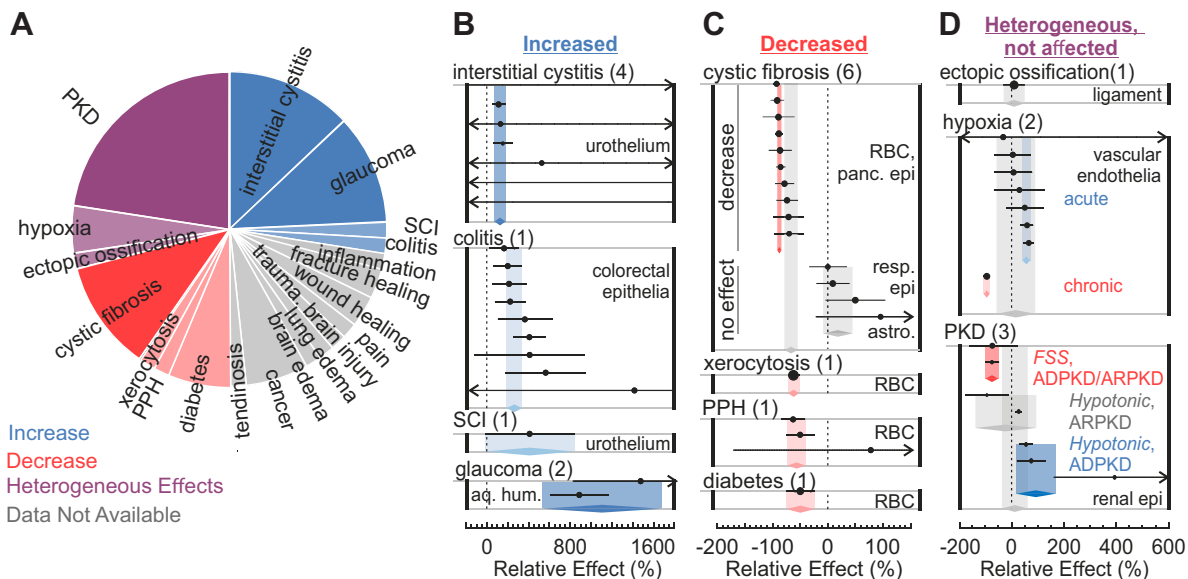 A
PKD
interstitial cystitis
glaucoma
SCI
colitis
inflammation
fracture healing
wound healing
pain
trauma, brain injury
lung edema
brain edema
cancer
tendinosis
diabetes
PPH
xerocytosis
cystic fibrosis
ectopic ossification
hypoxia
Increase
Decrease
Heterogeneous Effects
Data Not Available
B
Increased
interstitial cystitis (4)
urothelium
colitis (1)
colorectal
epithelia
SCI (1)
urothelium
glaucoma (2)
aq. hum.
0 800 1600
Relative Effect (%)
C
Decreased
cystic fibrosis (6)
decrease
RBC,
panc. epi
no effect
resp.
epi
astro.
xerocytosis (1)
RBC
PPH (1)
RBC
diabetes (1)
RBC
-200 -100 0 100
Relative Effect (%)
D
Heterogeneous,
not affected
ectopic ossification(1)
ligament
hypoxia (2)
vascular
endothelia
acute
chronic
PKD (3)
FSS,
ADPKD/ARPKD
Hypotonic,
ARPKD
Hypotonic,
ADPKD
renal epi
-200 0 200 400 600
Relative Effect (%)